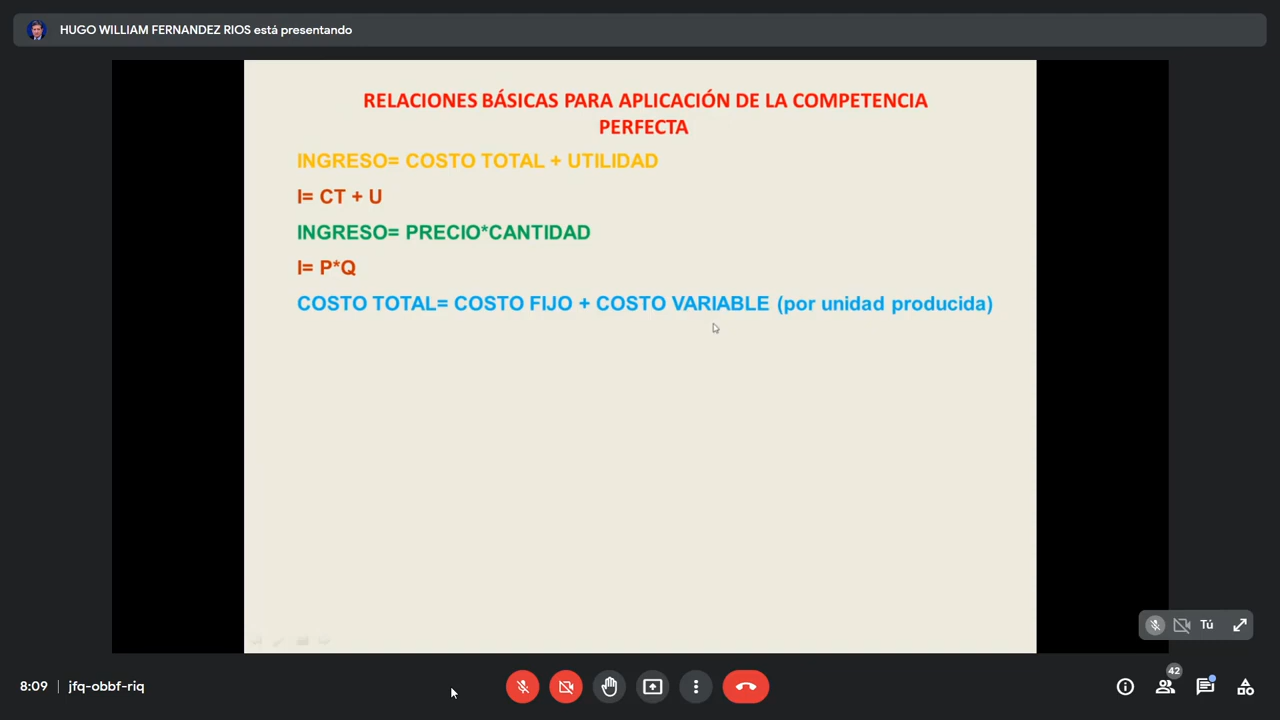 HUGO WILLIAM FERNANDEZ RIOS está presentando
RELACIONES BÁSICAS PARA APLICACIÓN DE LA COMPETENCIA
PERFECTA
INGRESO= COSTO TOTAL + UTILIDAD
I= CT + U
INGRESO= PRECIO*CANTIDAD
I= P*Q
COSTO TOTAL= COSTO FIJO + COSTO VARIABLE (por unidad producida)
Tú
8:09 | jfq-obbf-riq
42